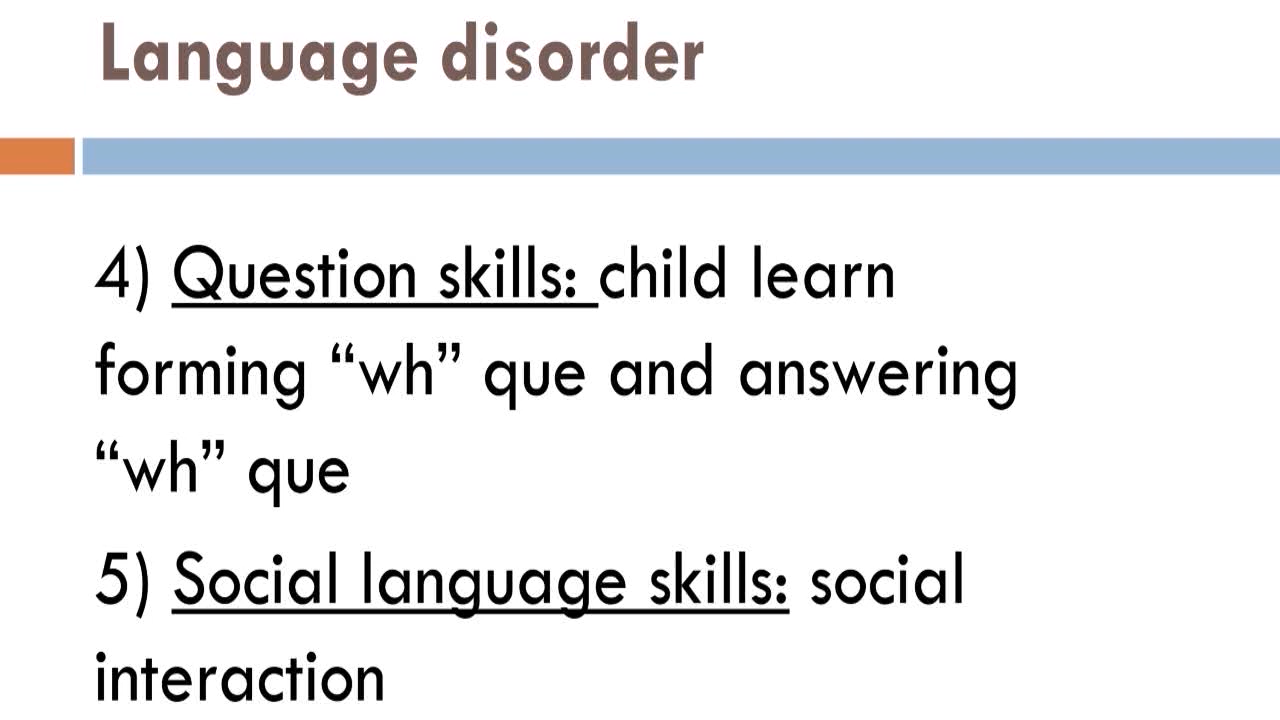 Language disorder
4) Question skills: child learn
forming “wh” que and answering
“wh” que
5) Social language skills: social
interaction